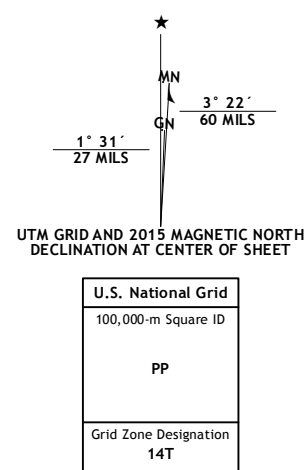 ★
MN
3° 22´
60 MILS
GN
1° 31´
27 MILS
UTM GRID AND 2015 MAGNETIC NORTH
DECLINATION AT CENTER OF SHEET
U.S. National Grid
100,000-m Square ID
PP
Grid Zone Designation
14T